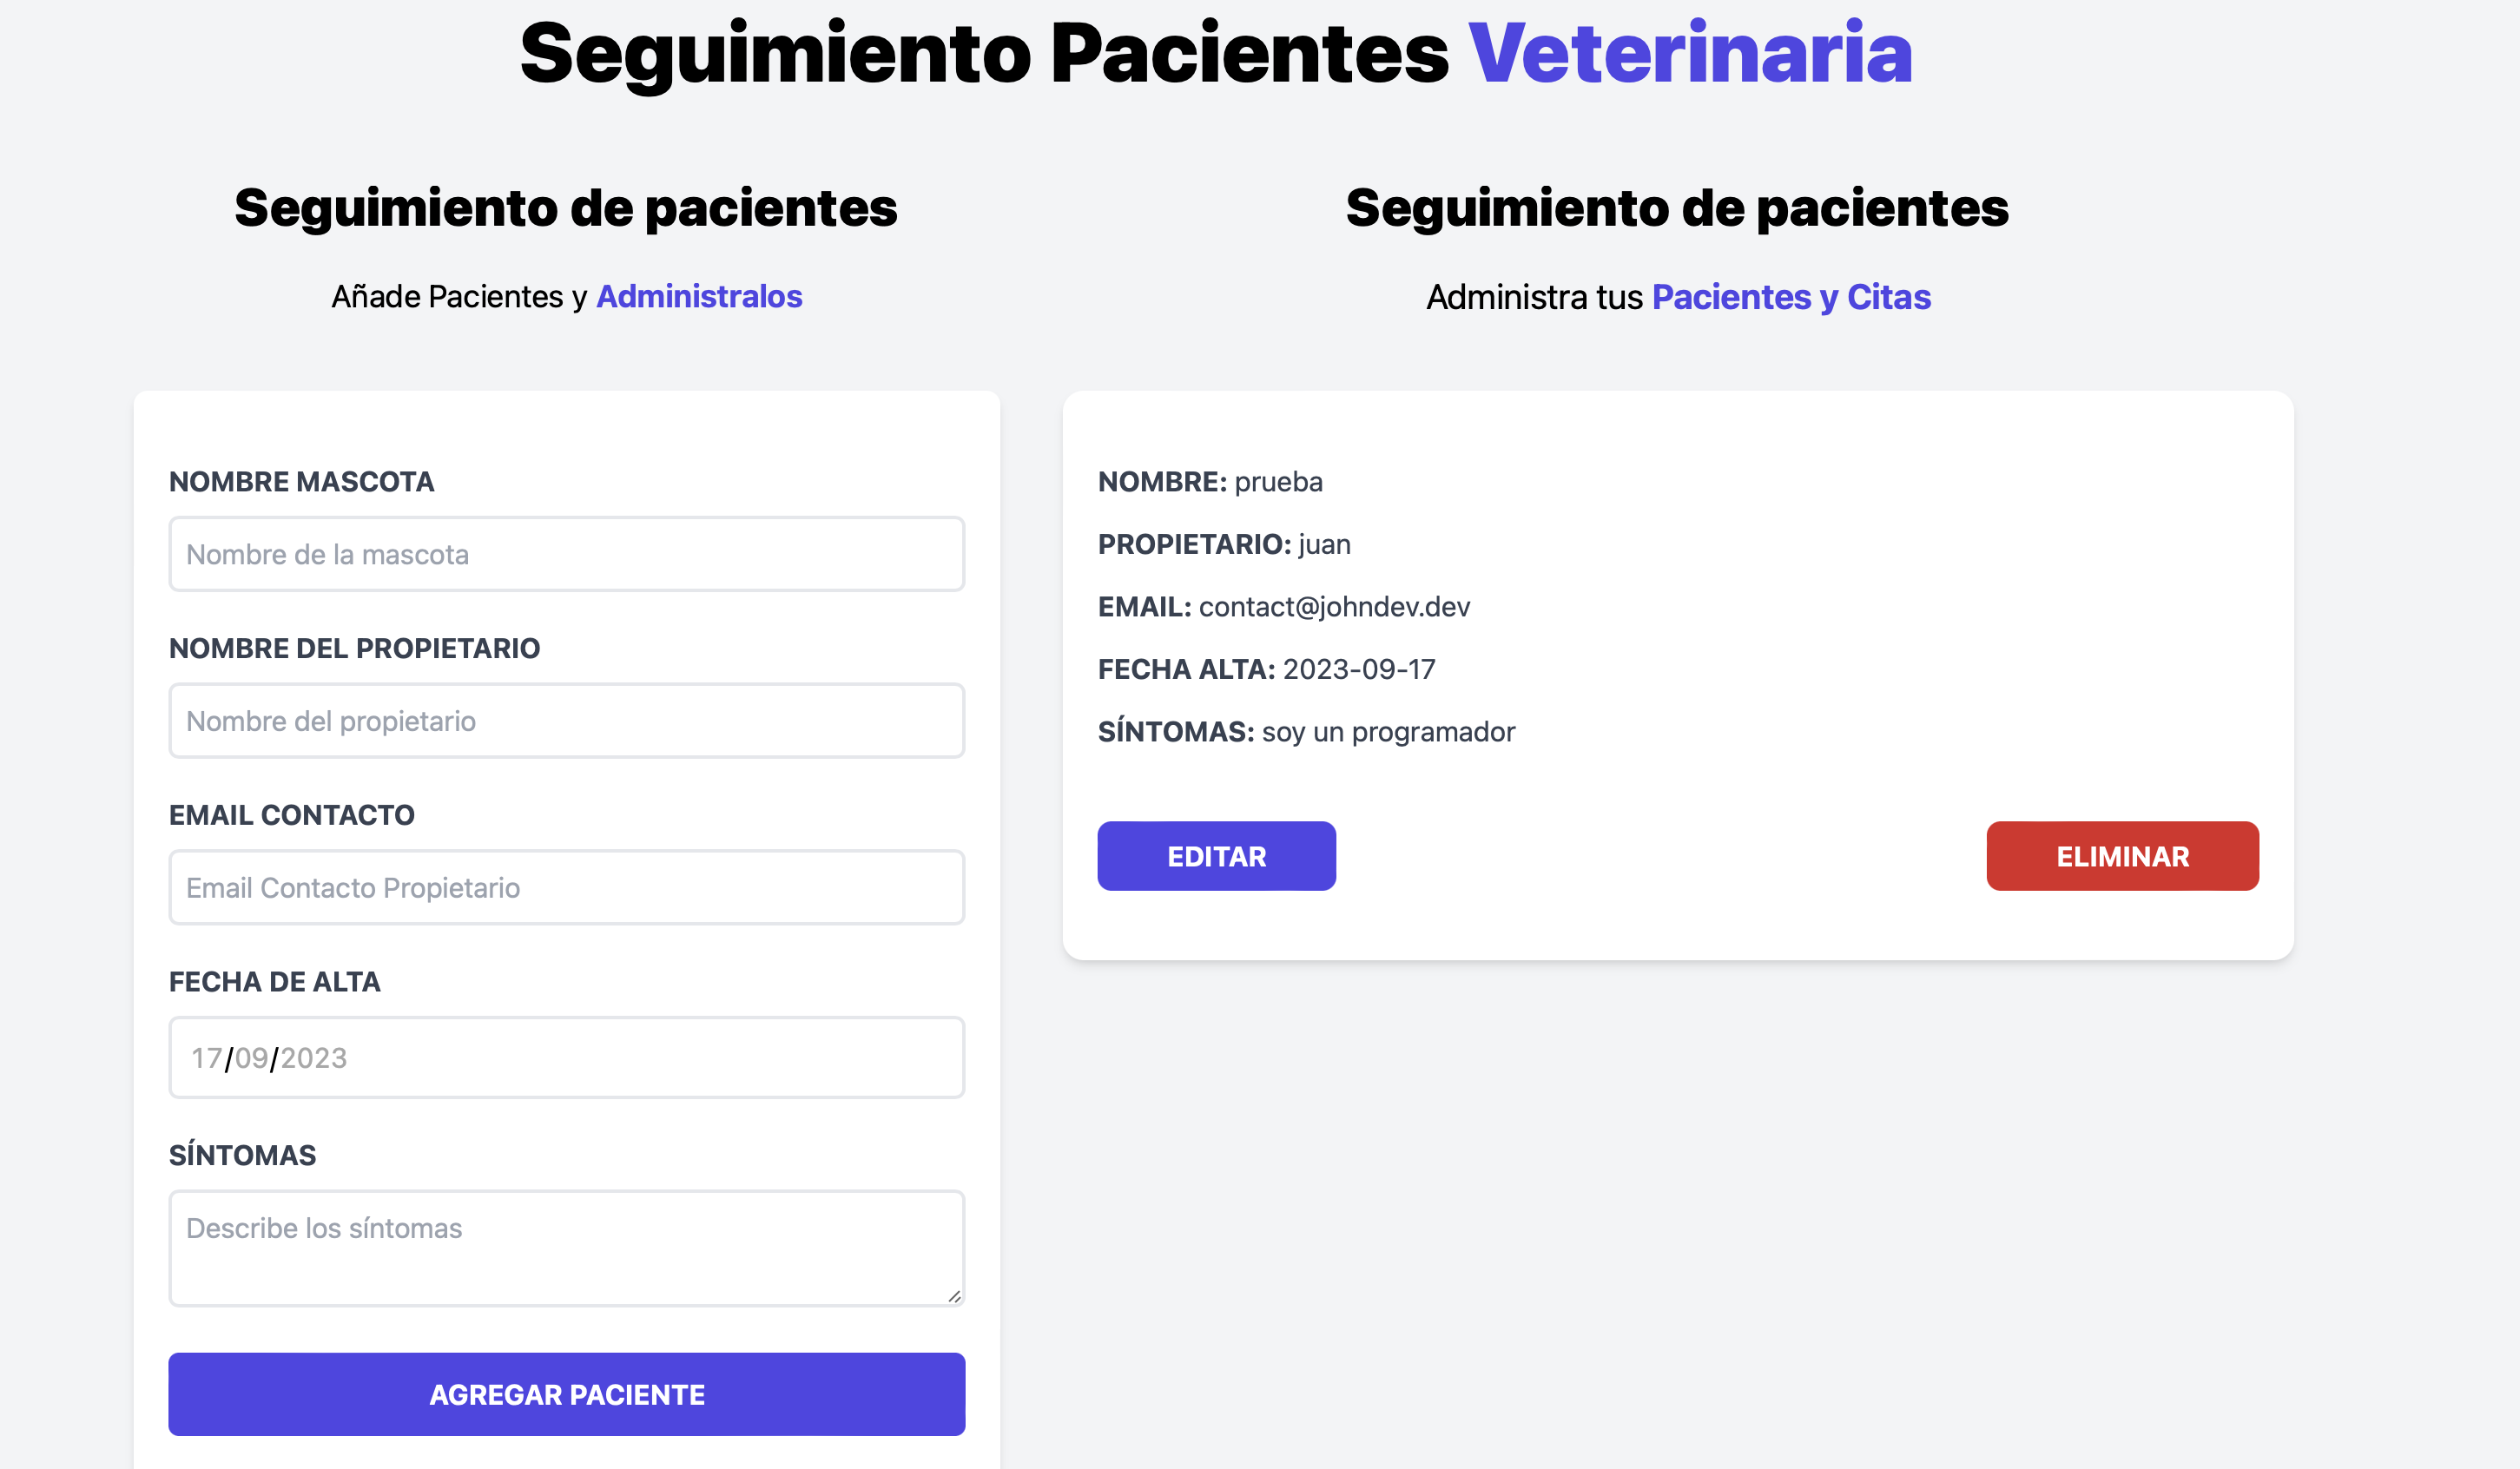 Seguimiento Pacientes Veterinaria
Seguimiento de pacientes
Añade Pacientes y Administralos
NOMBRE MASCOTA
Nombre de la mascota
NOMBRE DEL PROPIETARIO
Nombre del propietario
EMAIL CONTACTO
Email Contacto Propietario
FECHA DE ALTA
17/09/2023
SÍNTOMAS
Describe los síntomas
AGREGAR PACIENTE
Seguimiento de pacientes
Administra tus Pacientes y Citas
NOMBRE: prueba
PROPIETARIO: juan
EMAIL: contact@johndev.dev
FECHA ALTA: 2023-09-17
SÍNTOMAS: soy un programador
EDITAR
ELIMINAR